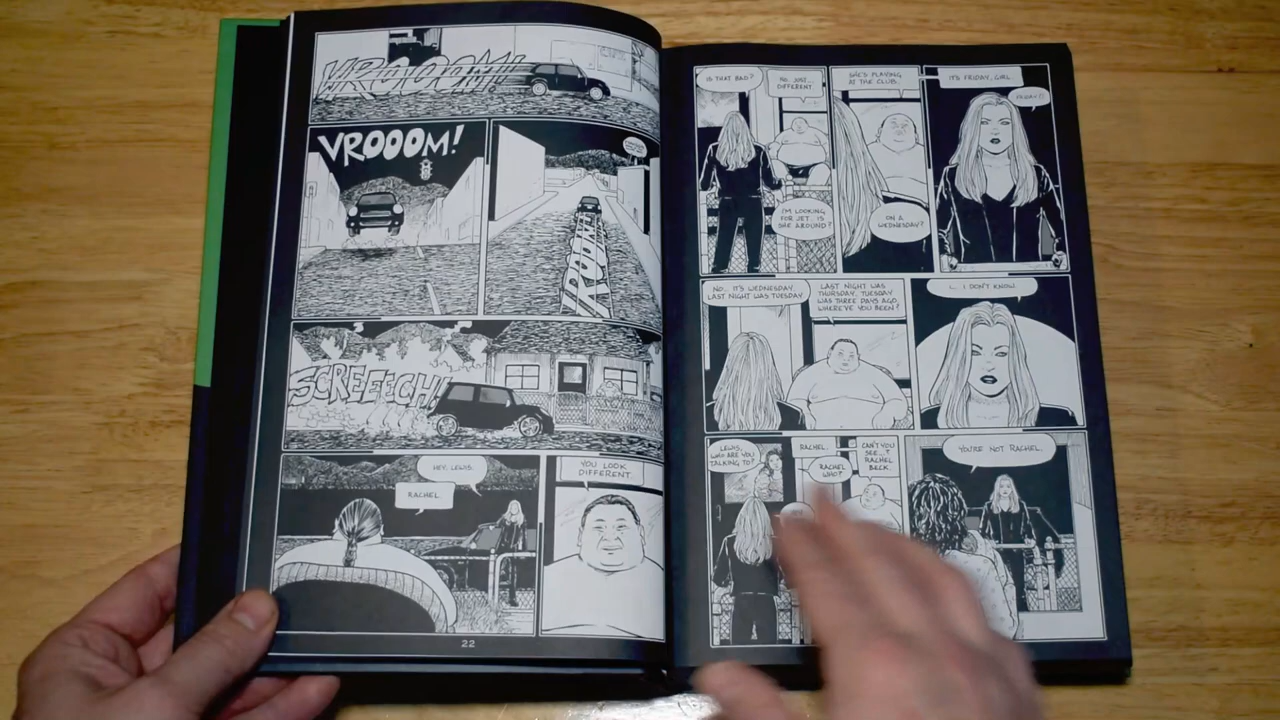 VROOOM!!
VROOOM!
VROOM!
SCREEECH!
HEY, LEWIS.
RACHEL.
YOU LOOK
DIFFERENT.
22
IS THAT BAD?
NO. JUST...
DIFFERENT.
I'M LOOKING
FOR JET. IS
SHE AROUND?
SHE'S PLAYING
AT THE CLUB.
ON A
WEDNESDAY?
IT'S FRIDAY, GIRL.
FRIDAY?
NO... IT'S WEDNESDAY.
LAST NIGHT WAS TUESDAY
LAST NIGHT WAS
THURSDAY. TUESDAY
WAS THREE DAYS AGO.
WHERE'VE YOU BEEN?
I... I DON'T KNOW.
LEWIS,
WHO ARE YOU
TALKING TO?
RACHEL.
RACHEL
WHO?
CAN'T YOU
SEE...?
RACHEL
BECK.
YOU'RE NOT RACHEL.